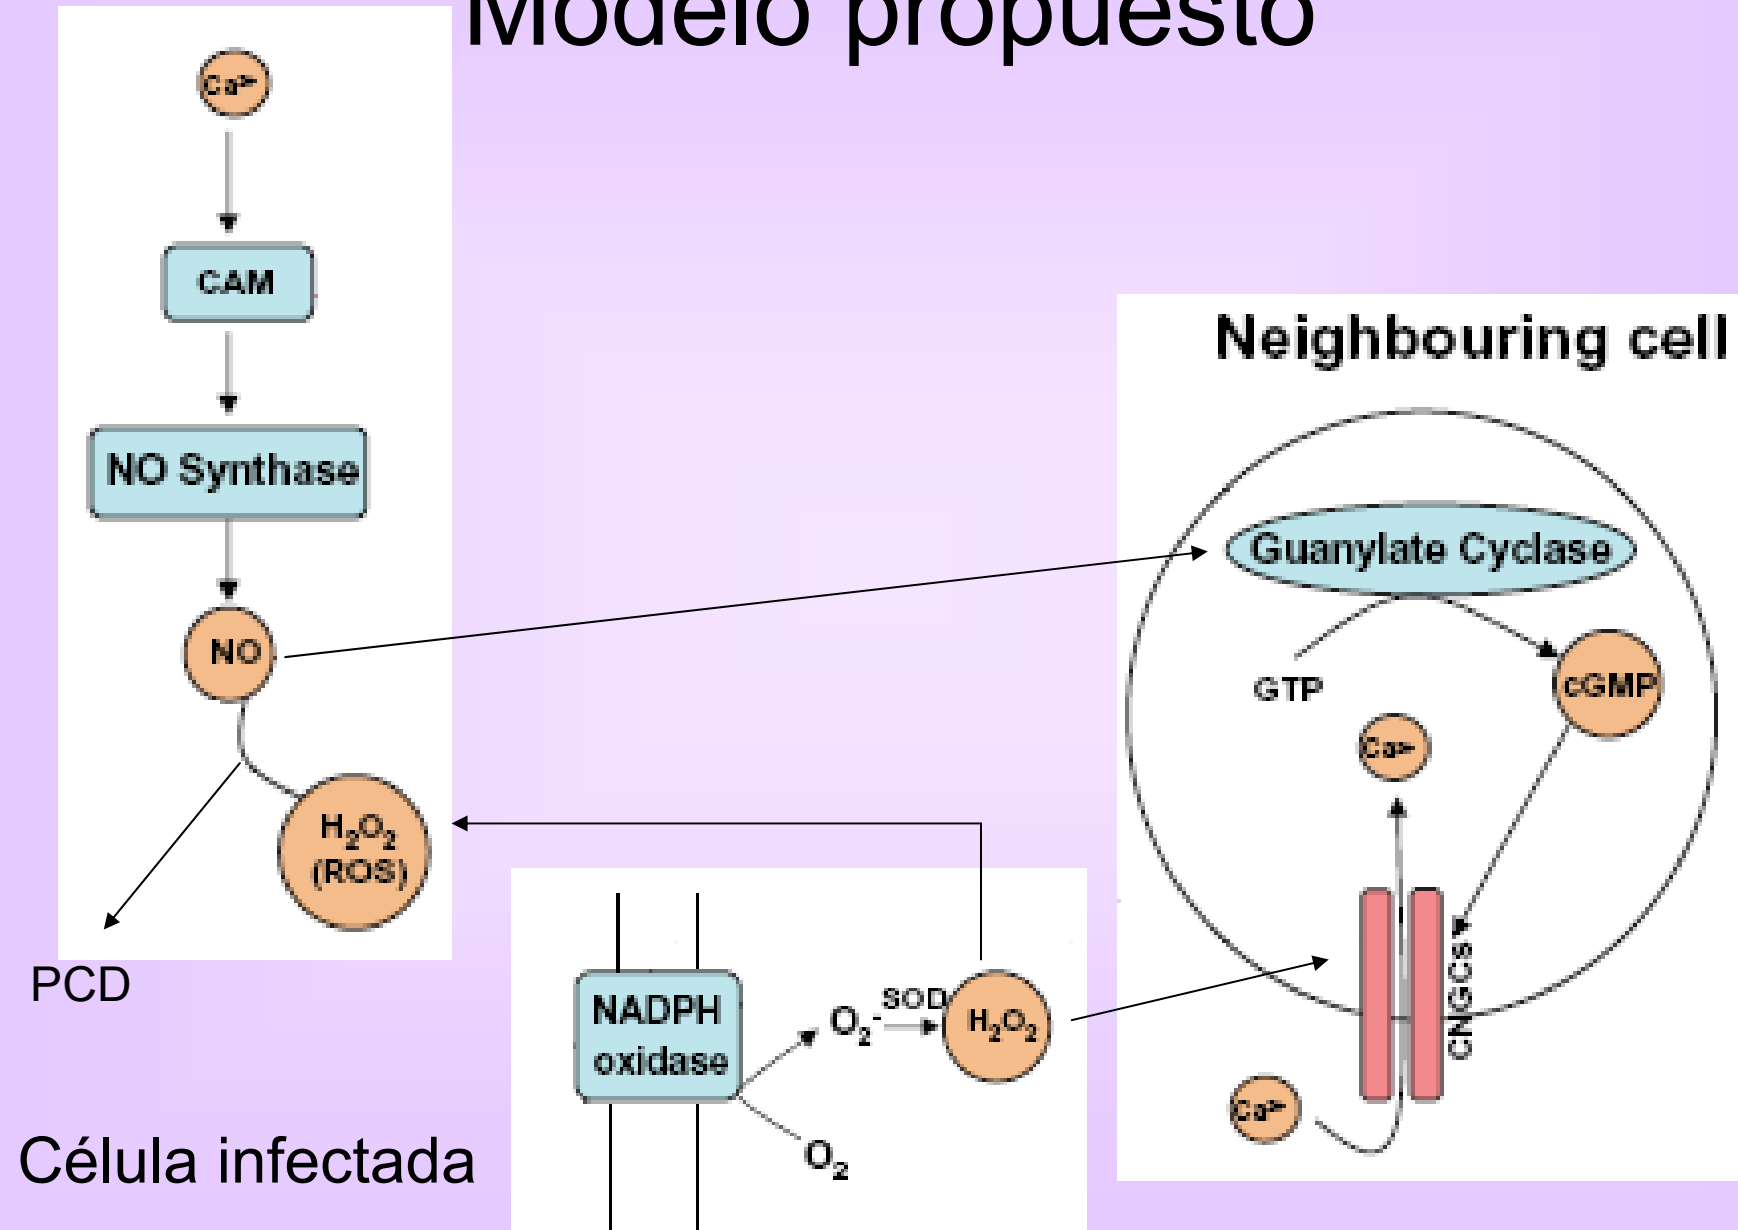 Modelo propuesto
Ca²⁺
CAM
NO Synthase
NO
H₂O₂
(ROS)
PCD
Célula infectada
NADPH
oxidase
O₂⁻
SOD
H₂O₂
O₂
Neighbouring cell
Guanylate Cyclase
GTP
cGMP
Ca²⁺
CNGCs
Ca²⁺